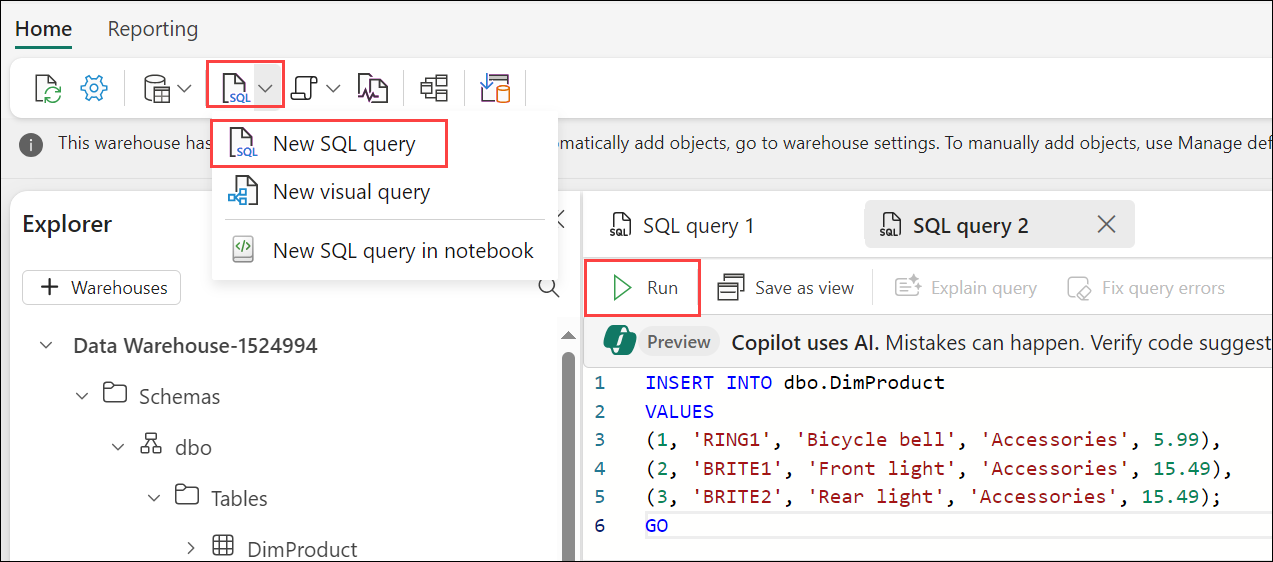 Home Reporting
SQL
New SQL query
SQL
This warehouse has
omatically add objects, go to warehouse settings. To manually add objects, use Manage def
New visual query
New SQL query in notebook
Explorer
Warehouses
Data Warehouse-1524994
Schemas
dbo
Tables
DimProduct
SQL SQL query 1 SQL SQL query 2
Run Save as view Explain query Fix query errors
Preview Copilot uses AI. Mistakes can happen. Verify code suggest
1 INSERT INTO dbo.DimProduct
2 VALUES
3 (1, 'RING1', 'Bicycle bell', 'Accessories', 5.99),
4 (2, 'BRITE1', 'Front light', 'Accessories', 15.49),
5 (3, 'BRITE2', 'Rear light', 'Accessories', 15.49);
6 GO